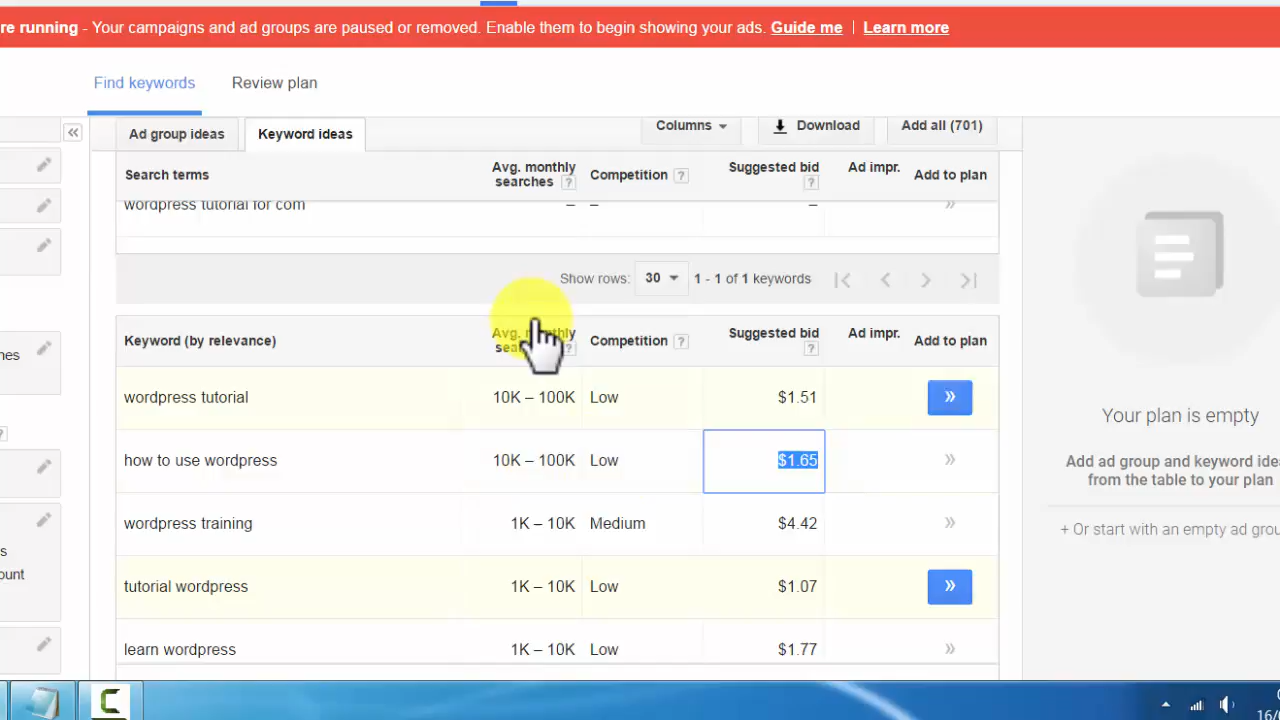 re running - Your campaigns and ad groups are paused or removed. Enable them to begin showing your ads. Guide me | Learn more
Find keywords Review plan
Ad group ideas Keyword ideas Columns Download Add all (701)
Search terms Avg. monthly searches ? Competition ? Suggested bid ? Ad impr. Add to plan
wordpress tutorial for com – – – »
Show rows: 30 1 - 1 of 1 keywords
Keyword (by relevance) Avg. monthly ? Competition ? Suggested bid ? Ad impr. Add to plan
wordpress tutorial 10K – 100K Low $1.51 »
how to use wordpress 10K – 100K Low $1.65 »
wordpress training 1K – 10K Medium $4.42 »
tutorial wordpress 1K – 10K Low $1.07 »
learn wordpress 1K – 10K Low $1.77 »
«
nes
?
s
ount
Your plan is empty
Add ad group and keyword idea
from the table to your plan
+ Or start with an empty ad grou
C
16/